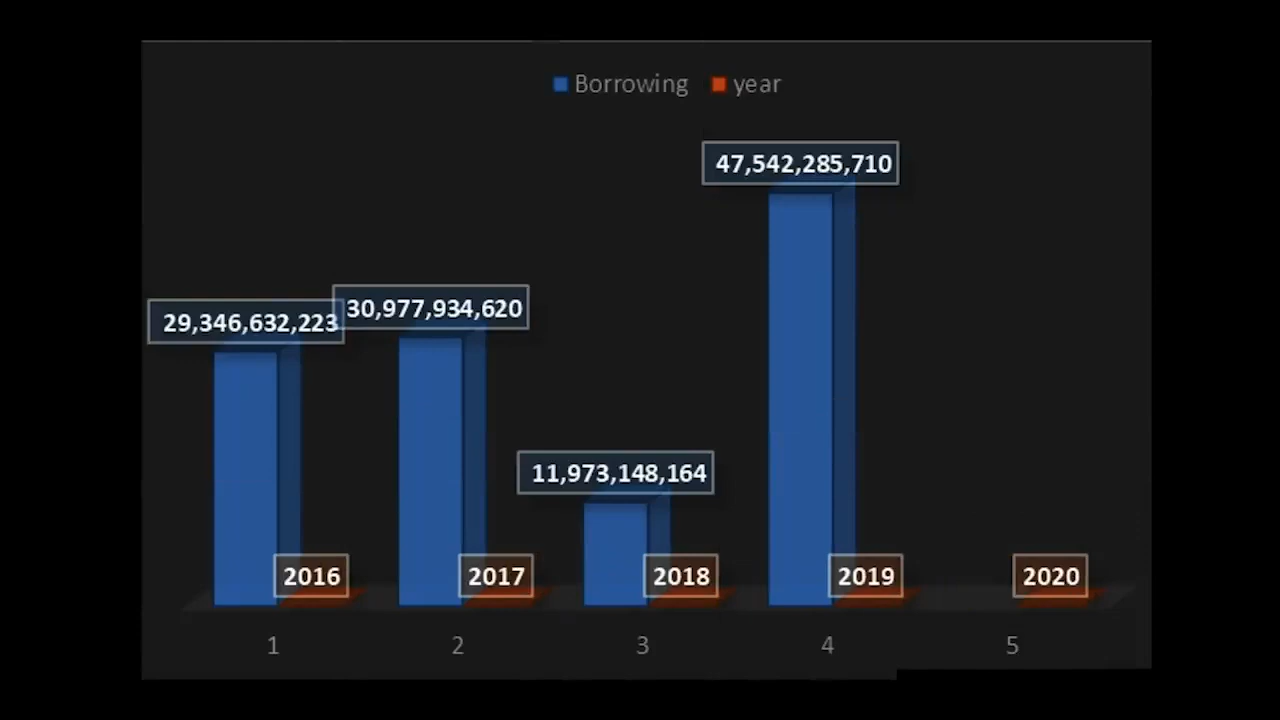 Borrowing year
47,542,285,710
29,346,632,223 30,977,934,620
11,973,148,164
2016 2017 2018 2019 2020
1 2 3 4 5